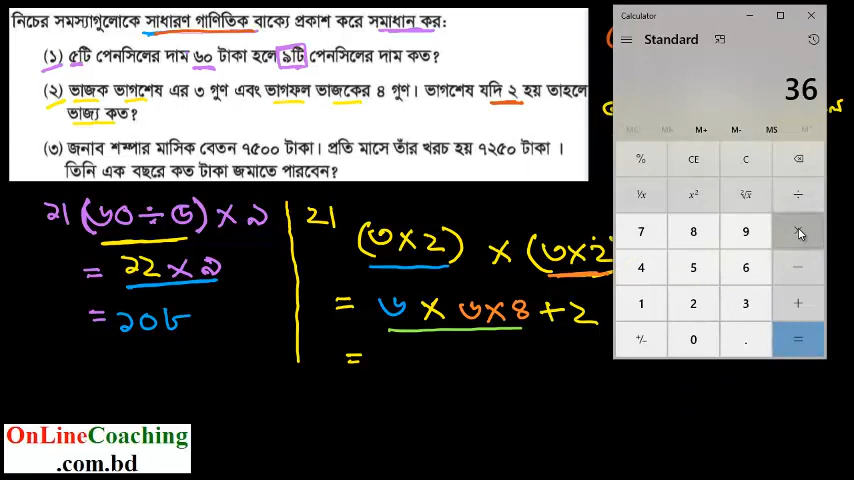 নিচের সমস্যাগুলোকে সাধারণ গাণিতিক বাক্যে প্রকাশ করে সমাধান কর:
(১) ৫টি পেনসিলের দাম ৬০ টাকা হলে ৯টি পেনসিলের দাম কত?
(২) ভাজক ভাগশেষ এর ৩ গুণ এবং ভাগফল ভাজকের ৪ গুণ। ভাগশেষ যদি ২ হয় তাহলে
ভাজ্য কত?
(৩) জনাব শম্পার মাসিক বেতন ৭৫০০ টাকা। প্রতি মাসে তাঁর খরচ হয় ৭২৫০ টাকা ।
তিনি এক বছরে কত টাকা জমাতে পারবেন?
(৬০ ÷ ৫) × ৯
= ১২ × ৯
= ১০৮
(৩×২) × (৩×২
= ৬ × ৬×৪ + ২
=
Calculator
Standard
36
MC MR M+ M- MS M
% CE C
¹/x x² ²√x ÷
7 8 9 ×
4 5 6 −
1 2 3 +
+/- 0 . =
OnLineCoaching
.com.bd